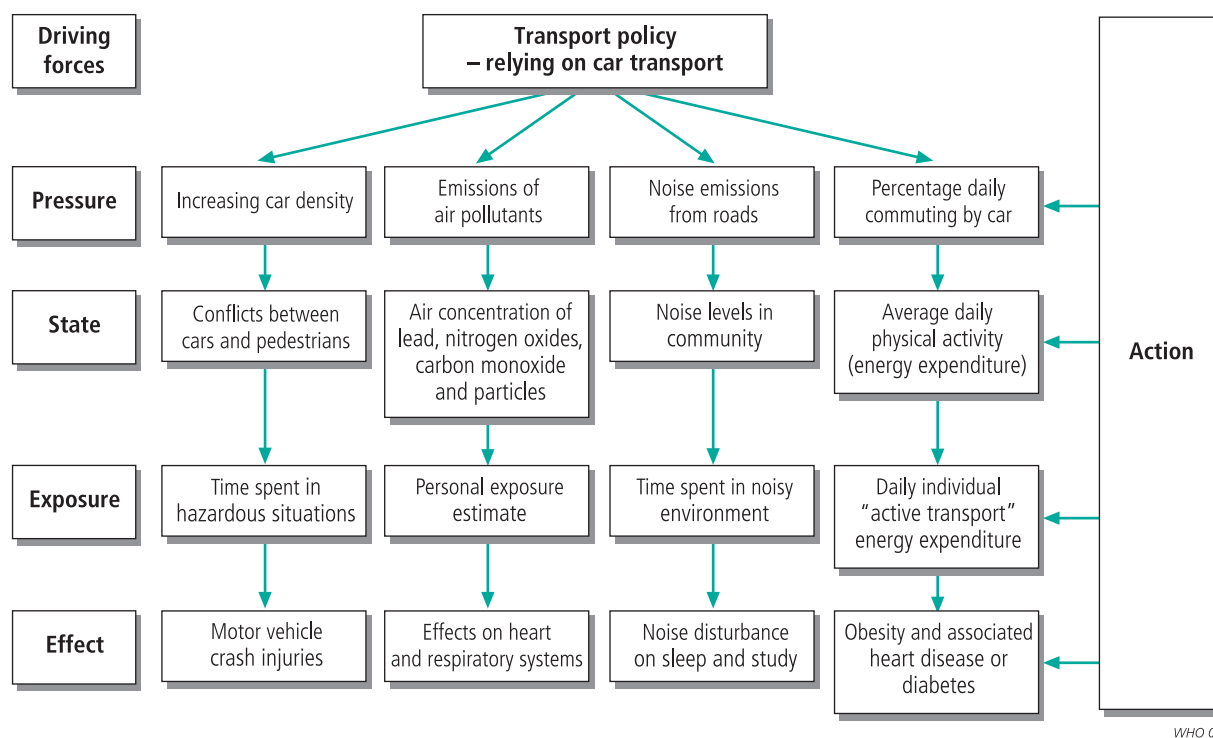 Driving
forces
Transport policy
– relying on car transport
Pressure
Increasing car density
Emissions of
air pollutants
Noise emissions
from roads
Percentage daily
commuting by car
State
Conflicts between
cars and pedestrians
Air concentration of
lead, nitrogen oxides,
carbon monoxide
and particles
Noise levels in
community
Average daily
physical activity
(energy expenditure)
Action
Exposure
Time spent in
hazardous situations
Personal exposure
estimate
Time spent in noisy
environment
Daily individual
“active transport”
energy expenditure
Effect
Motor vehicle
crash injuries
Effects on heart
and respiratory systems
Noise disturbance
on sleep and study
Obesity and associated
heart disease or
diabetes
WHO 0